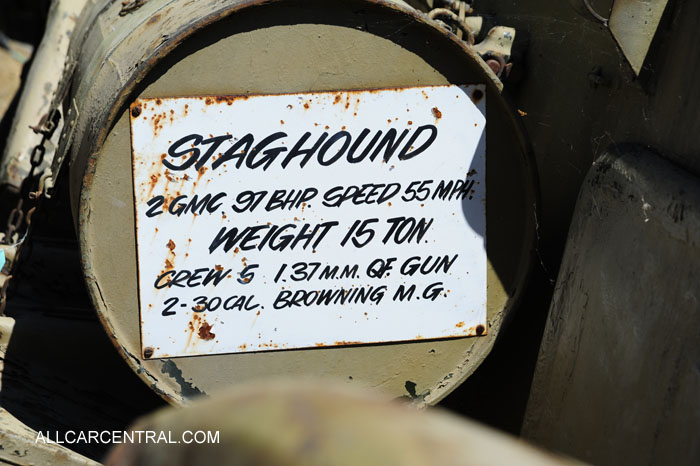 STAGHOUND
2 GMC. 97 BHP. SPEED 55 MPH.
WEIGHT 15 TON.
CREW 5 1.37 M.M. QF. GUN
2-30 CAL. BROWNING M.G.
ALLCARCENTRAL.COM